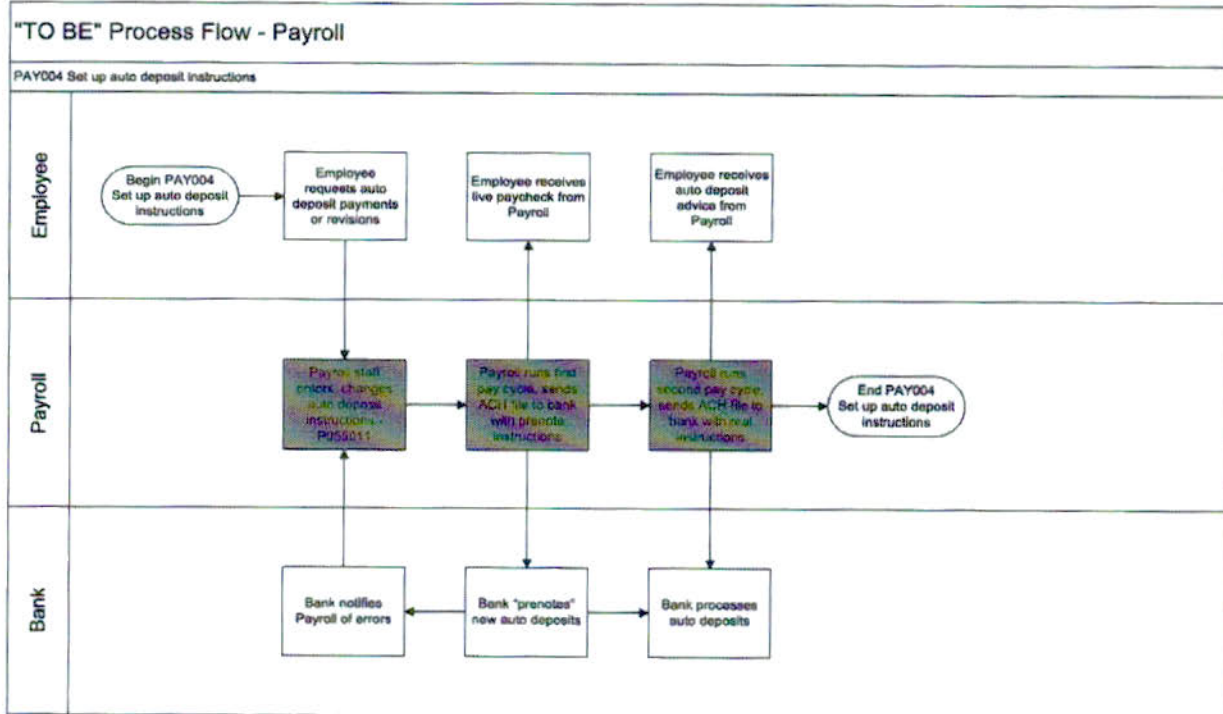 "TO BE" Process Flow - Payroll
PAY004 Set up auto deposit instructions
Employee
Begin PAY004
Set up auto deposit
instructions
Employee
requests auto
deposit payments
or revisions
Employee receives
live paycheck from
Payroll
Employee receives
auto deposit
advice from
Payroll
Payroll
Payroll staff
enters, changes
auto deposit
instructions -
Payroll runs first
pay cycle, sends
ACH file to bank
with prenote
instructions
Payroll runs
second pay cycle,
sends ACH file to
bank with real
instructions
End PAY004
Set up auto deposit
instructions
Bank
Bank notifies
Payroll of errors
Bank "prenotes"
new auto deposits
Bank processes
auto deposits